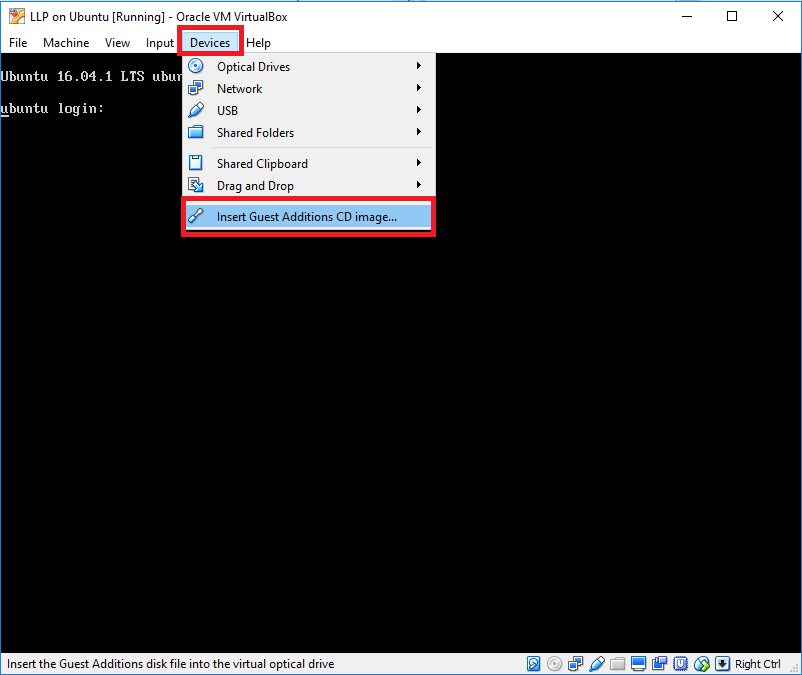 LLP on Ubuntu [Running] - Oracle VM VirtualBox
File Machine View Input Devices Help
Ubuntu 16.04.1 LTS ubun
ubuntu login:
Optical Drives
Network
USB
Shared Folders
Shared Clipboard
Drag and Drop
Insert Guest Additions CD image...
Insert the Guest Additions disk file into the virtual optical drive
Right Ctrl